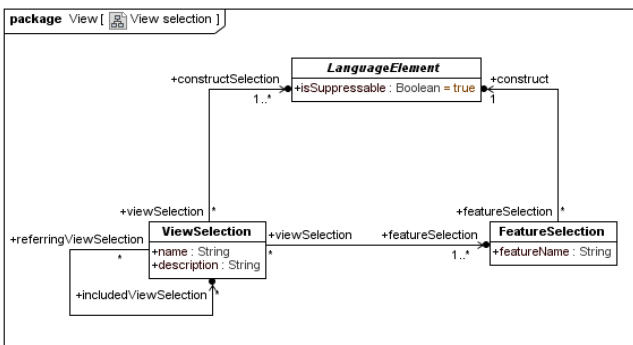 package View [ View selection ]
LanguageElement
+isSuppressable : Boolean = true
+constructSelection
1..*
+construct
1
+viewSelection
*
+featureSelection
*
+referringViewSelection
*
ViewSelection
+name : String
+description : String
+viewSelection
*
+featureSelection
1..*
FeatureSelection
+featureName : String
+includedViewSelection
*